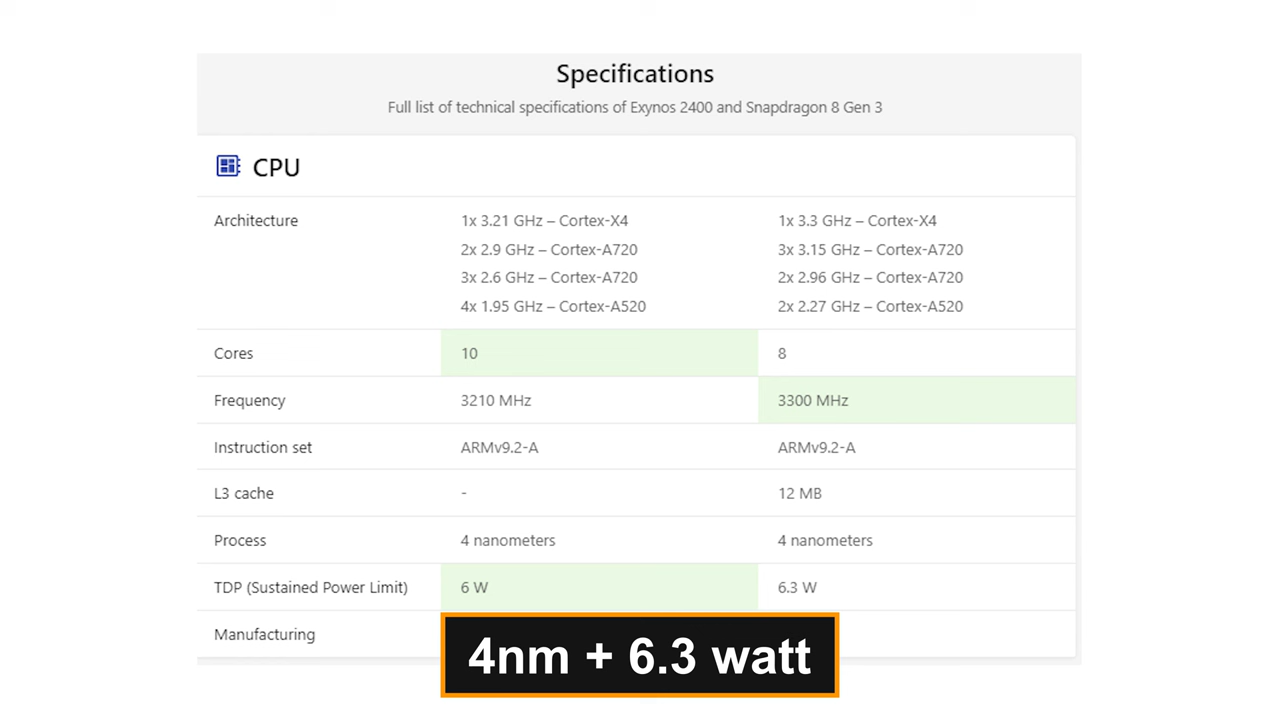 Specifications
Full list of technical specifications of Exynos 2400 and Snapdragon 8 Gen 3
CPU
Architecture 1x 3.21 GHz – Cortex-X4 1x 3.3 GHz – Cortex-X4
2x 2.9 GHz – Cortex-A720 3x 3.15 GHz – Cortex-A720
3x 2.6 GHz – Cortex-A720 2x 2.96 GHz – Cortex-A720
4x 1.95 GHz – Cortex-A520 2x 2.27 GHz – Cortex-A520
Cores 10 8
Frequency 3210 MHz 3300 MHz
Instruction set ARMv9.2-A ARMv9.2-A
L3 cache - 12 MB
Process 4 nanometers 4 nanometers
TDP (Sustained Power Limit) 6 W 6.3 W
Manufacturing
4nm + 6.3 watt